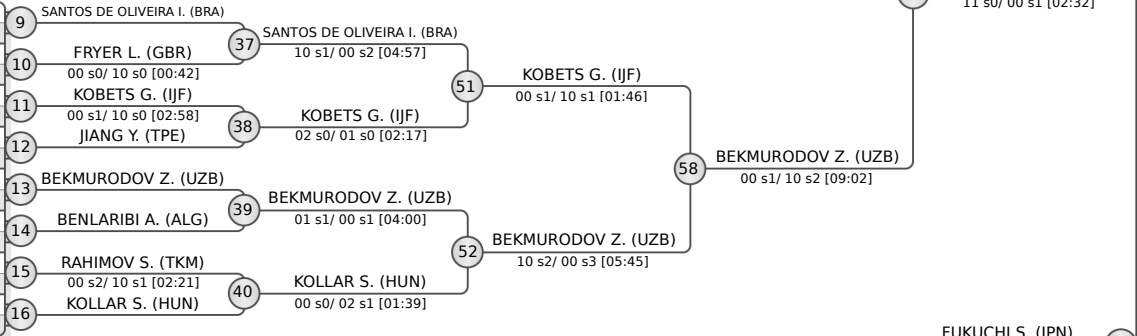 11 s0/ 00 s1 [02:32]
9
SANTOS DE OLIVEIRA I. (BRA)
37
SANTOS DE OLIVEIRA I. (BRA)
10 s1/ 00 s2 [04:57]
10
FRYER L. (GBR)
00 s0/ 10 s0 [00:42]
51
KOBETS G. (IJF)
00 s1/ 10 s1 [01:46]
11
KOBETS G. (IJF)
00 s1/ 10 s0 [02:58]
38
KOBETS G. (IJF)
02 s0/ 01 s0 [02:17]
12
JIANG Y. (TPE)
58
BEKMURODOV Z. (UZB)
00 s1/ 10 s2 [09:02]
13
BEKMURODOV Z. (UZB)
39
BEKMURODOV Z. (UZB)
01 s1/ 00 s1 [04:00]
14
BENLARIBI A. (ALG)
52
BEKMURODOV Z. (UZB)
10 s2/ 00 s3 [05:45]
15
RAHIMOV S. (TKM)
00 s2/ 10 s1 [02:21]
40
KOLLAR S. (HUN)
00 s0/ 02 s1 [01:39]
16
KOLLAR S. (HUN)
FUKUCHI S. (JPN)